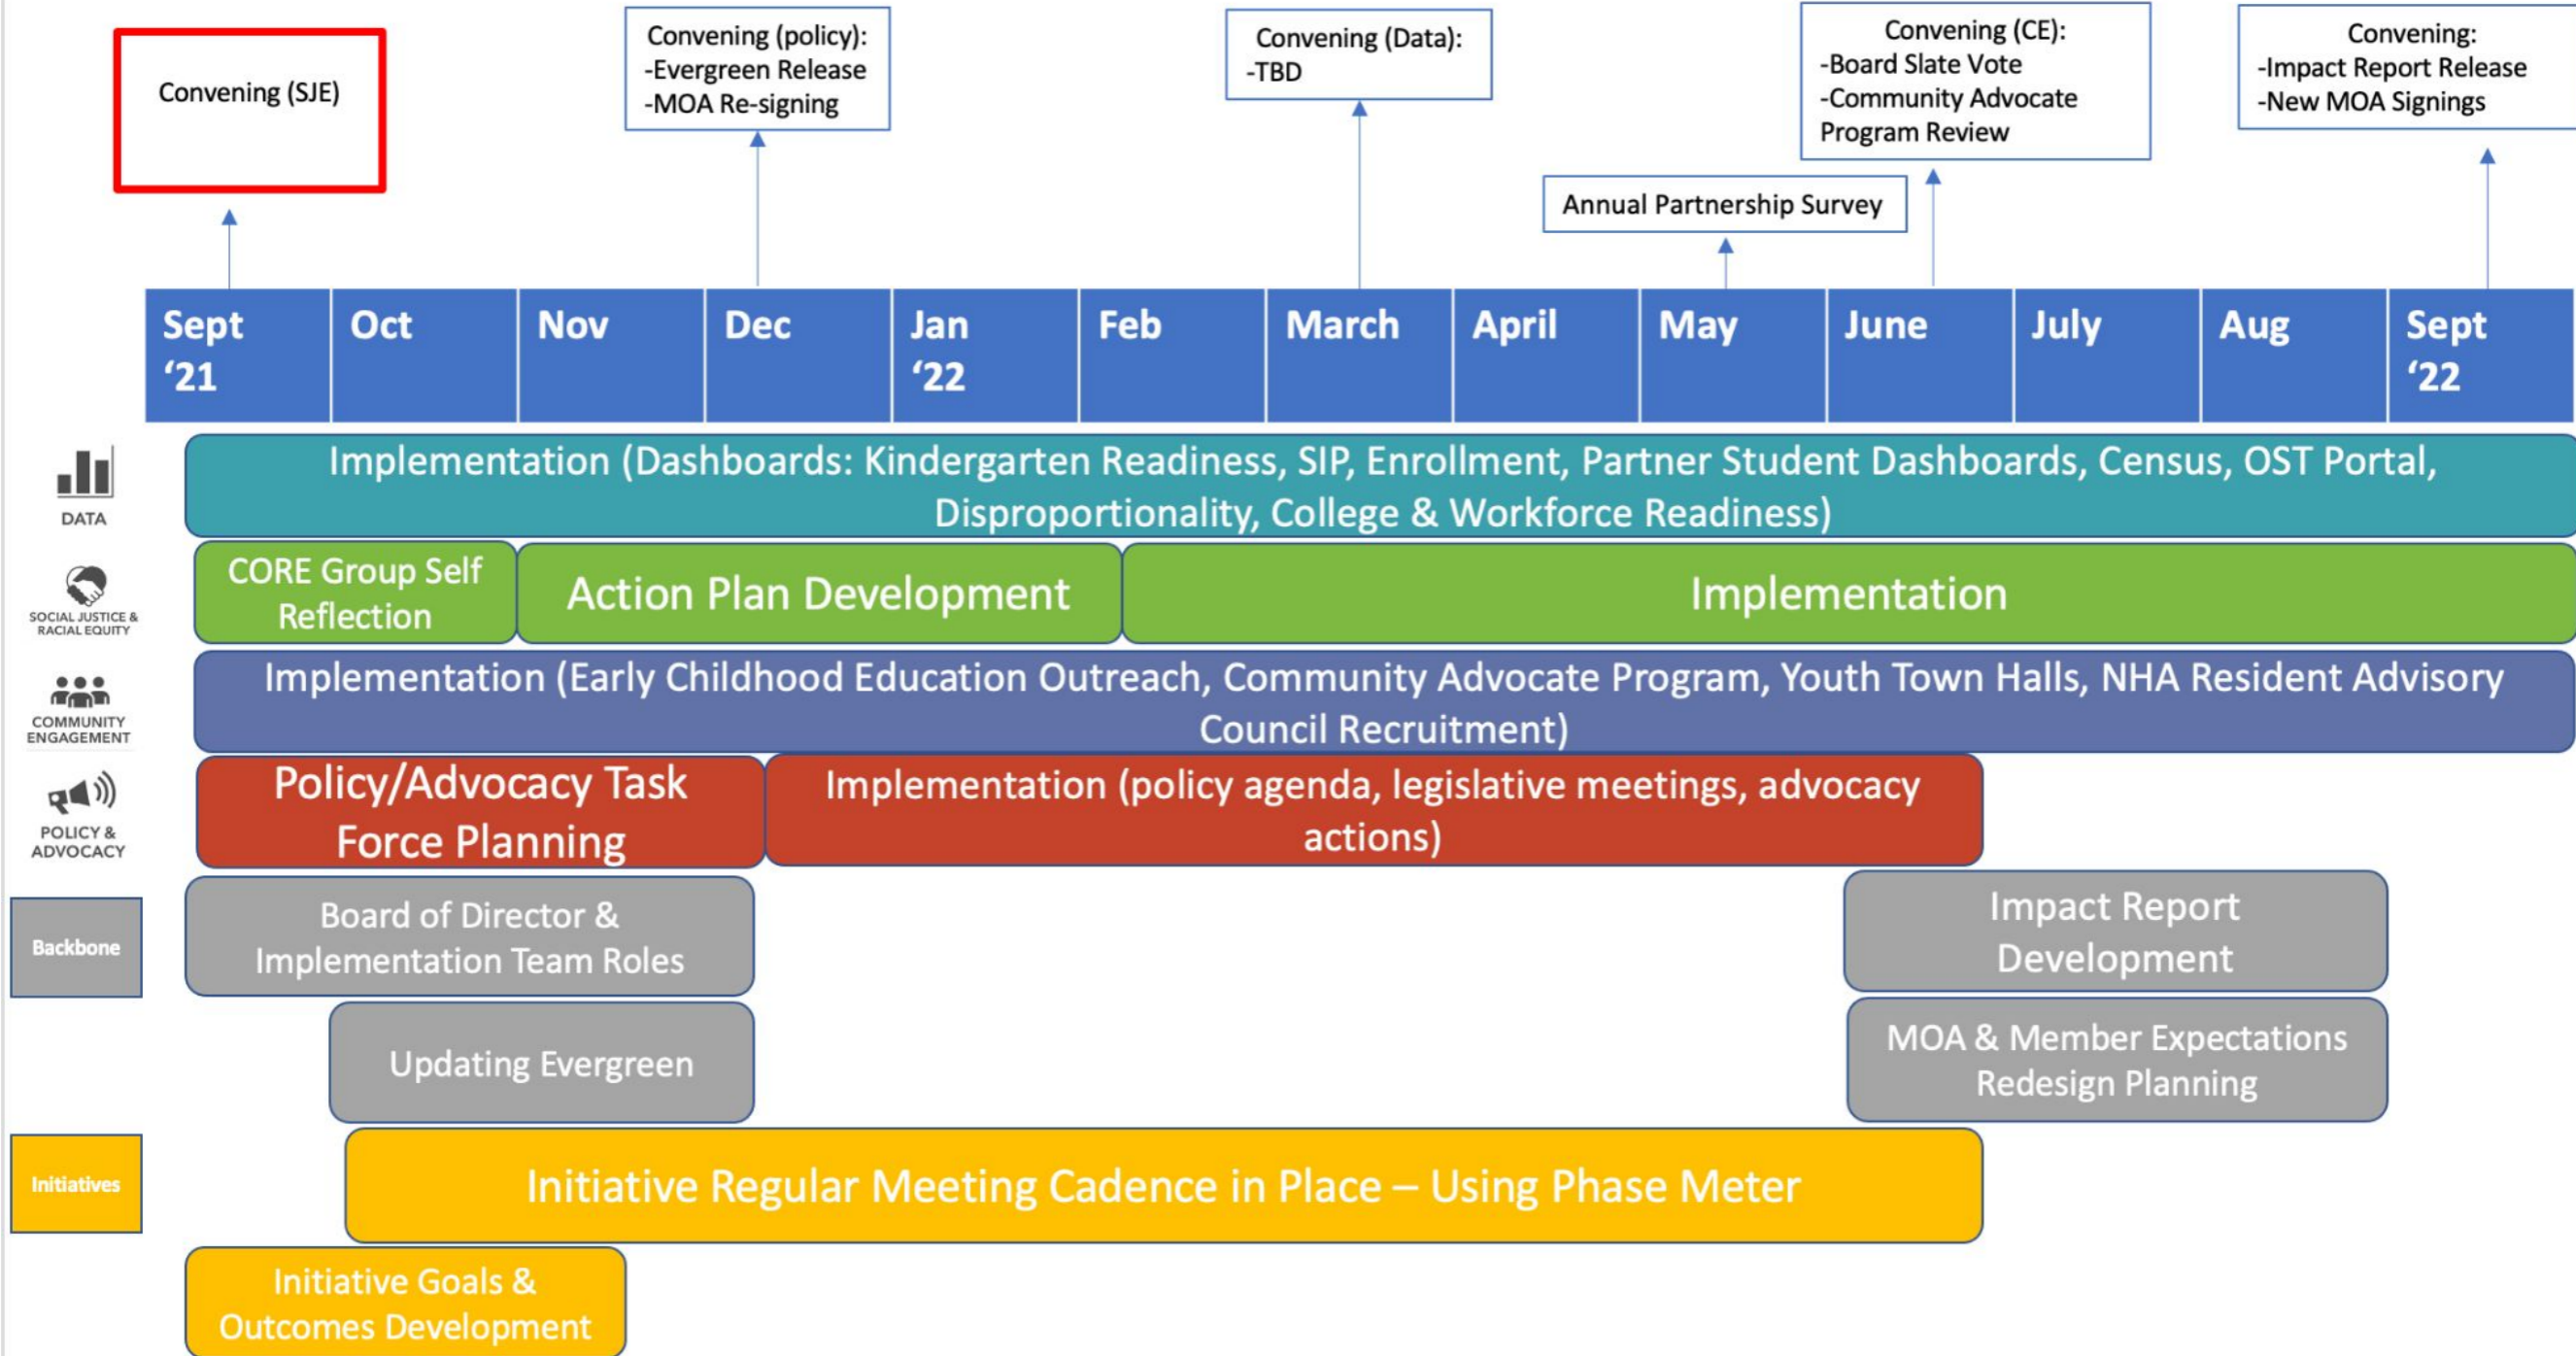 Convening (SJE)
Convening (policy):
-Evergreen Release
-MOA Re-signing
Convening (Data):
-TBD
Convening (CE):
-Board Slate Vote
-Community Advocate
Program Review
Convening:
-Impact Report Release
-New MOA Signings
Annual Partnership Survey
Sept
‘21
Oct
Nov
Dec
Jan
‘22
Feb
March
April
May
June
July
Aug
Sept
‘22
DATA
Implementation (Dashboards: Kindergarten Readiness, SIP, Enrollment, Partner Student Dashboards, Census, OST Portal,
Disproportionality, College & Workforce Readiness)
SOCIAL JUSTICE &
RACIAL EQUITY
CORE Group Self
Reflection
Action Plan Development
Implementation
COMMUNITY
ENGAGEMENT
Implementation (Early Childhood Education Outreach, Community Advocate Program, Youth Town Halls, NHA Resident Advisory
Council Recruitment)
POLICY &
ADVOCACY
Policy/Advocacy Task
Force Planning
Implementation (policy agenda, legislative meetings, advocacy
actions)
Backbone
Board of Director &
Implementation Team Roles
Impact Report
Development
Updating Evergreen
MOA & Member Expectations
Redesign Planning
Initiatives
Initiative Regular Meeting Cadence in Place – Using Phase Meter
Initiative Goals &
Outcomes Development